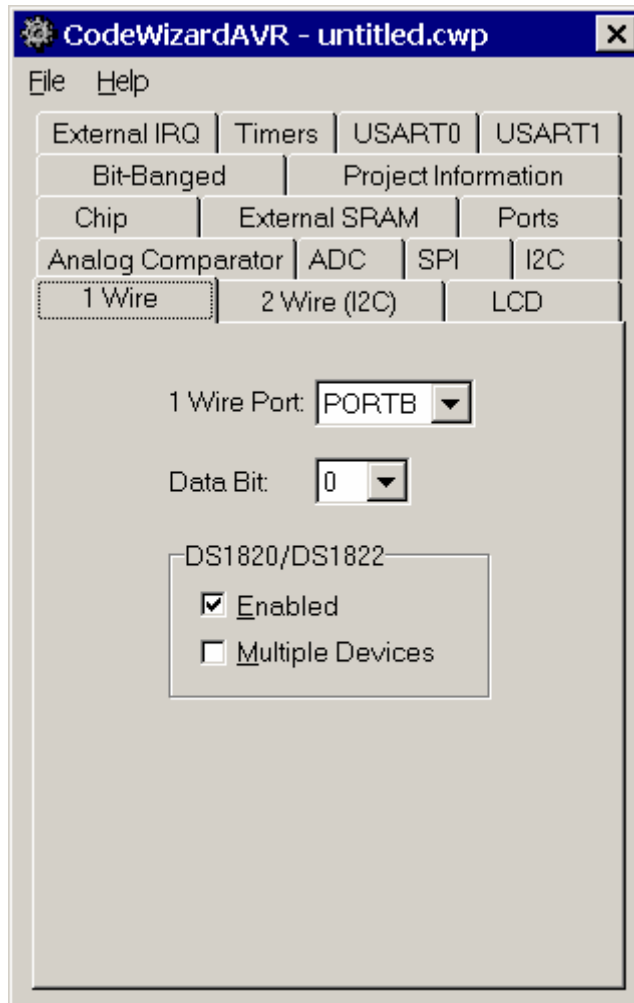 CodeWizardAVR - untitled.cwp
File Help
External IRQ Timers USART0 USART1
Bit-Banged Project Information
Chip External SRAM Ports
Analog Comparator ADC SPI I2C
1 Wire 2 Wire (I2C) LCD
1 Wire Port: PORTB
Data Bit: 0
DS1820/DS1822
Enabled
Multiple Devices